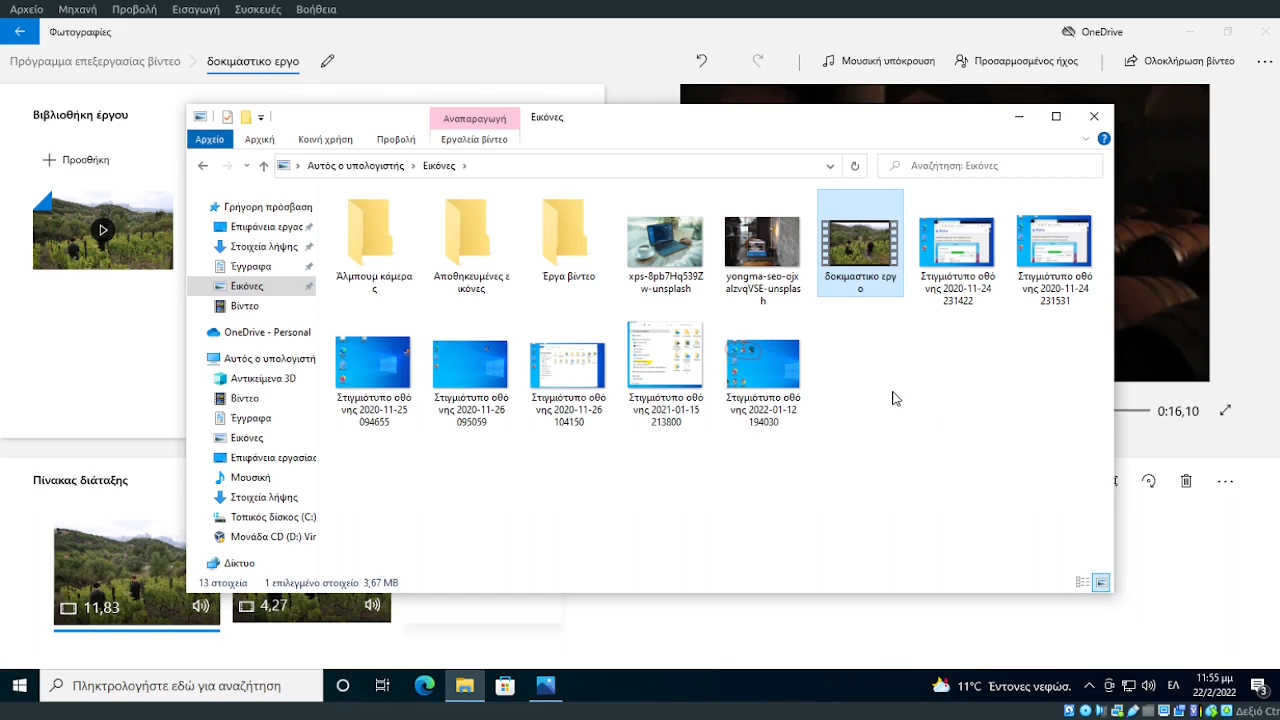 Αρχείο Μηχανή Προβολή Εισαγωγή Συσκευές Βοήθεια
Φωτογραφίες
OneDrive
Πρόγραμμα επεξεργασίας βίντεο
δοκιμαστικο εργο
Μουσική υπόκρουση
Προσαρμοσμένος ήχος
Ολοκλήρωση βίντεο
Βιβλιοθήκη έργου
Προσθήκη
Αναπαραγωγή
Εικόνες
Αρχείο Αρχική Κοινή χρήση Προβολή Εργαλεία βίντεο
Αυτός ο υπολογιστής > Εικόνες >
Αναζήτηση: Εικόνες
Γρήγορη πρόσβαση
Επιφάνεια εργας
Στοιχεία λήψης
Έγγραφα
Εικόνες
Βίντεο
OneDrive - Personal
Αυτός ο υπολογιστή
Αντικείμενα 3D
Βίντεο
Έγγραφα
Εικόνες
Επιφάνεια εργασίας
Μουσική
Στοιχεία λήψης
Τοπικός δίσκος (C:)
Μονάδα CD (D:) Vir
Δίκτυο
Άλμπουμ κάμερα
ς
Αποθηκευμένες ε
ικόνες
Έργα βίντεο
xps-8pb7Hq539Z
w-unsplash
yongma-seo-ojx
alzvqVSE-unsplas
h
δοκιμαστικο εργ
ο
Στιγμιότυπο οθό
νης 2020-11-24
231422
Στιγμιότυπο οθό
νης 2020-11-24
231531
Στιγμιότυπο οθό
νης 2020-11-25
094655
Στιγμιότυπο οθό
νης 2020-11-26
095059
Στιγμιότυπο οθό
νης 2020-11-26
104150
Στιγμιότυπο οθό
νης 2021-01-15
213800
Στιγμιότυπο οθό
νης 2022-01-12
194030
13 στοιχεία 1 επιλεγμένο στοιχείο 3,67 MB
0:16,10
Πίνακας διάταξης
11,83
4,27
Πληκτρολογήστε εδώ για αναζήτηση
11°C Έντονες νεφώσ.
ΕΛ
11:55 μμ
22/2/2022
3
Δεξιό Ctr